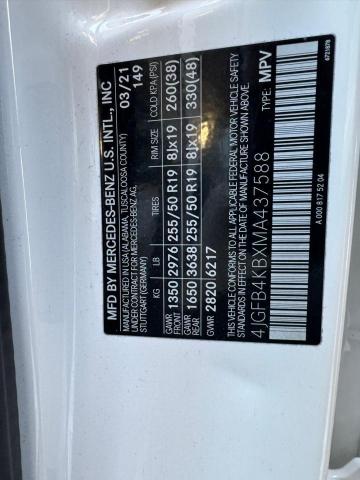 MFD BY MERCEDES-BENZ U.S. INTL., INC 03/21
MANUFACTURED IN USA (ALABAMA, TUSCALOOSA COUNTY) 149
UNDER CONTRACT FOR MERCEDES-BENZ AG,
STUTTGART (GERMANY)
KG LB TIRES RIM SIZE COLD KPA(PSI)
GAWR 1350 2976 255/50 R19 8Jx19 260(38)
GAWR REAR 1650 3638 255/50 R19 8Jx19 330(48)
GVWR 2820 6217
THIS VEHICLE CONFORMS TO ALL APPLICABLE FEDERAL MOTOR VEHICLE SAFETY
STANDARDS IN EFFECT ON THE DATE OF MANUFACTURE SHOWN ABOVE.
4JGFB4KBXMA437588 TYPE: MPV
A 000 817 52 04 6721878